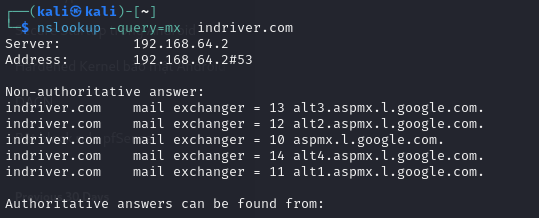 ┌──(kali㉿kali)-[~]
└─$ nslookup -query=mx  indriver.com
Server:         192.168.64.2
Address:        192.168.64.2#53

Non-authoritative answer:
indriver.com    mail exchanger = 13 alt3.aspmx.l.google.com.
indriver.com    mail exchanger = 12 alt2.aspmx.l.google.com.
indriver.com    mail exchanger = 10 aspmx.l.google.com.
indriver.com    mail exchanger = 14 alt4.aspmx.l.google.com.
indriver.com    mail exchanger = 11 alt1.aspmx.l.google.com.

Authoritative answers can be found from: